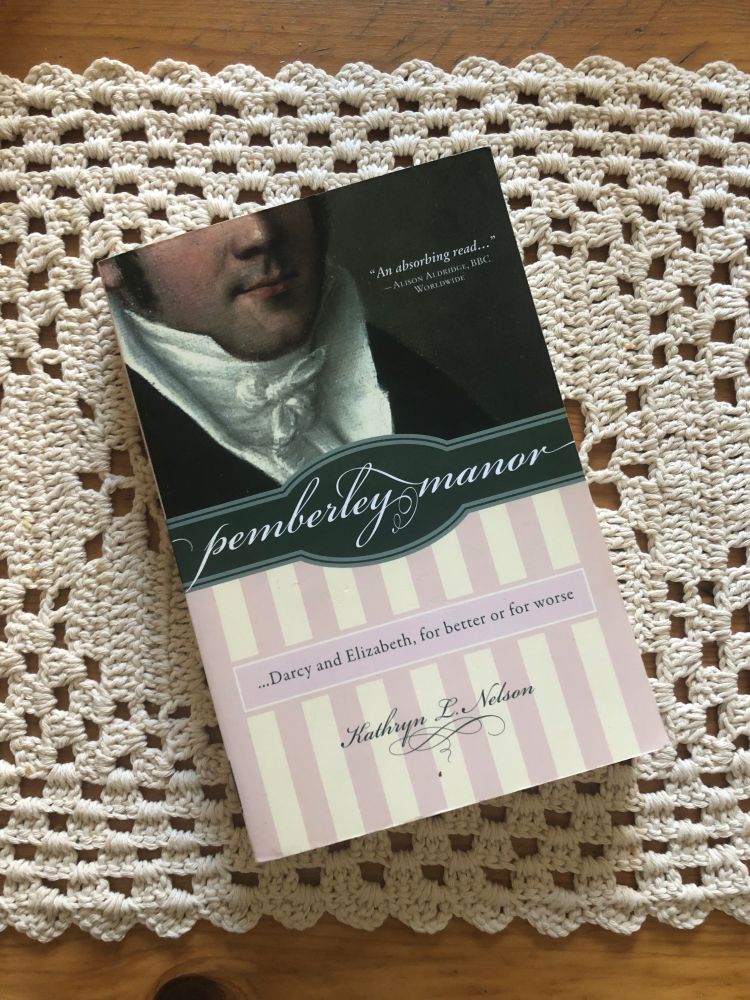 “An absorbing read...”
– Alison Aldridge, BBC
Worldwide
pemberley manor
...Darcy and Elizabeth, for better or for worse
Kathryn L. Nelson